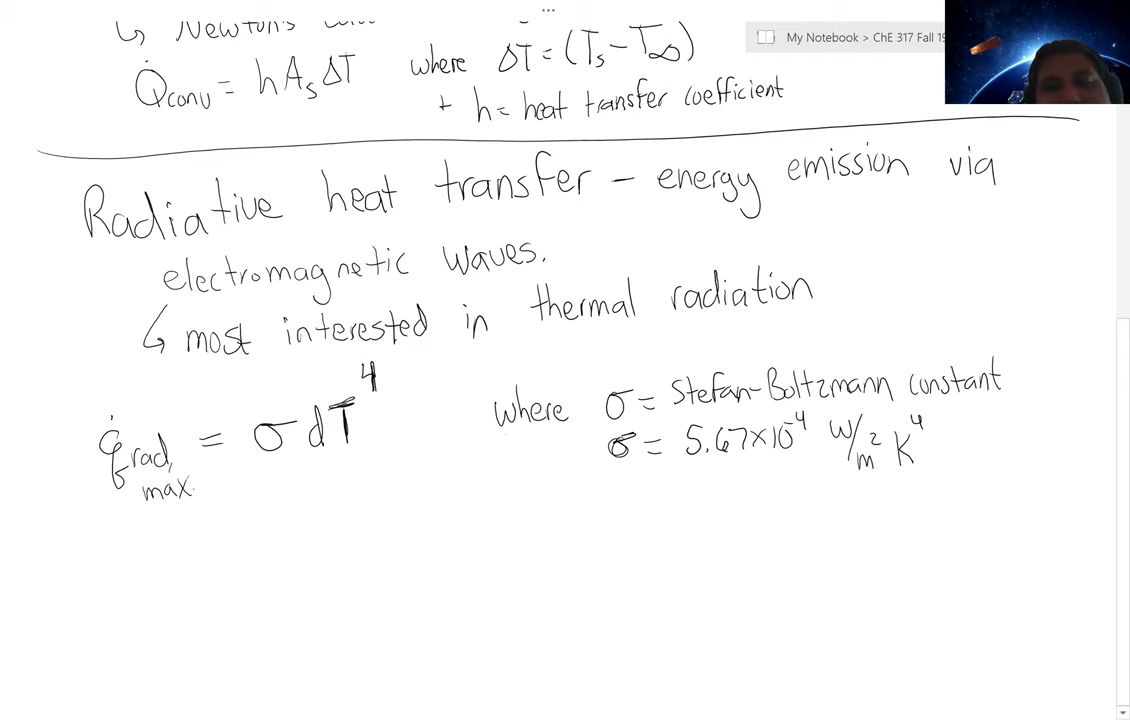 ↳ Newton's
Q̇conv = hAsΔT where ΔT = (Ts − T∞)
+ h = heat transfer coefficient
My Notebook > ChE 317 Fall 19
Radiative heat transfer – energy emission via
electromagnetic waves.
↳ most interested in thermal radiation
q̇rad, max. = σ dT⁴ where σ = Stefan-Boltzmann constant
σ = 5.67×10⁻⁴ W/m² K⁴